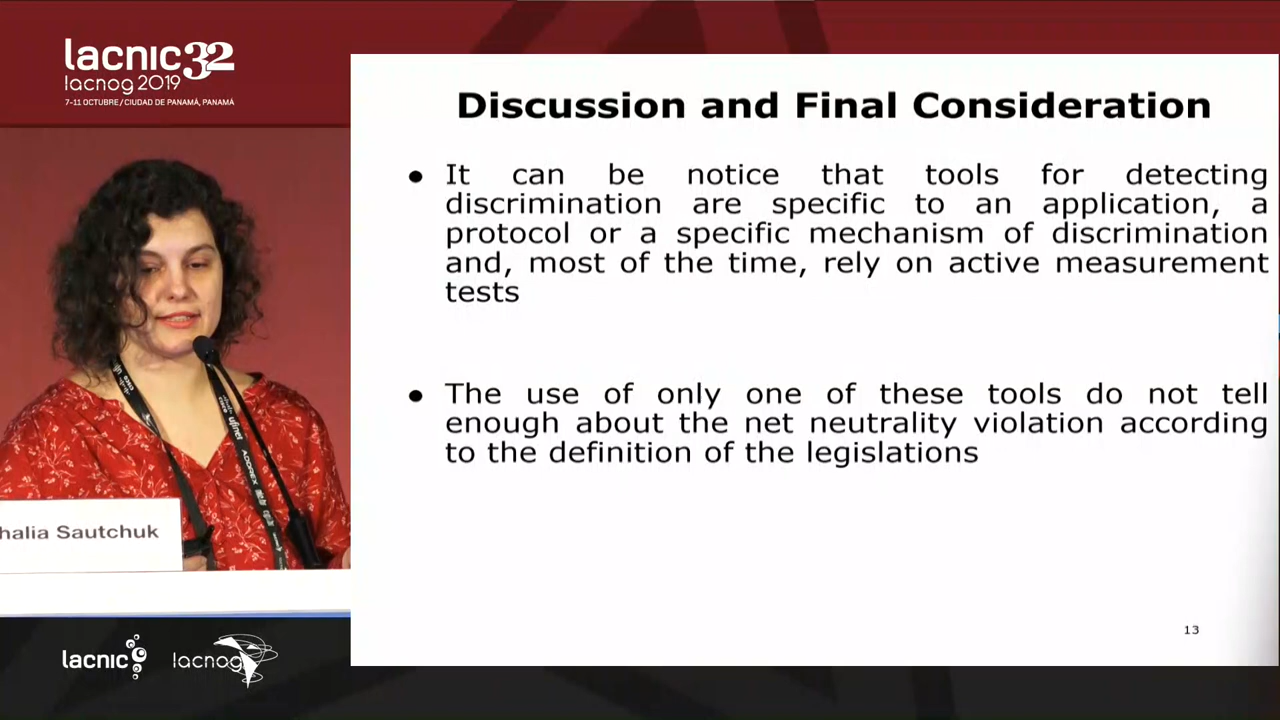 lacnic32
lacnog 2019
7-11 OCTUBRE / CIUDAD DE PANAMÁ, PANAMÁ
Discussion and Final Consideration
● It can be notice that tools for detecting
discrimination are specific to an application, a
protocol or a specific mechanism of discrimination
and, most of the time, rely on active measurement
tests
● The use of only one of these tools do not tell
enough about the net neutrality violation according
to the definition of the legislations
13
halia Sautchuk
ufinet
ADDREX
lacnic
lacnog